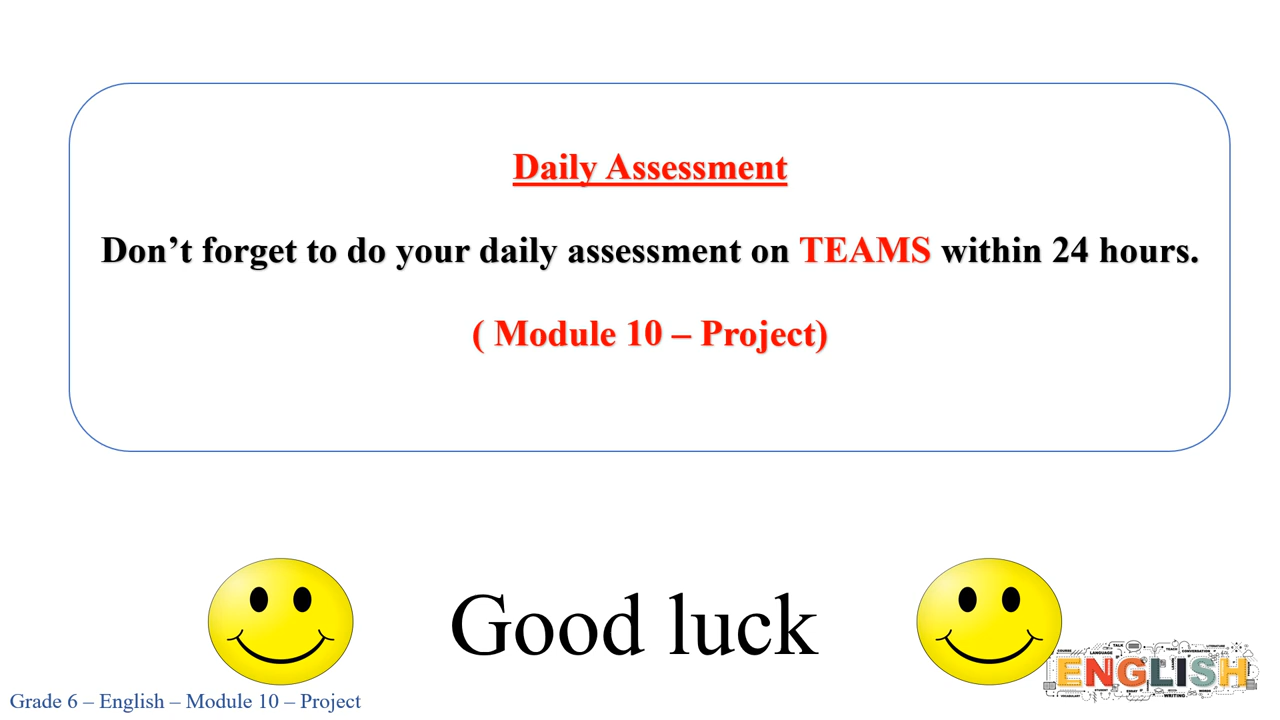 Daily Assessment
Don’t forget to do your daily assessment on TEAMS within 24 hours.
( Module 10 – Project)
Good luck
ENGLISH
Grade 6 – English – Module 10 – Project